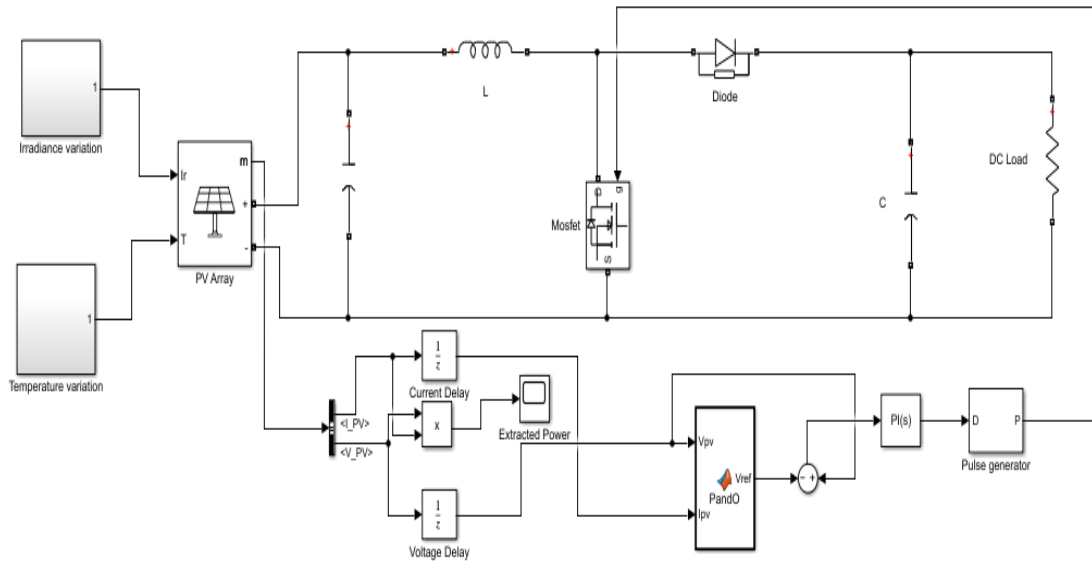 1
Irradiance variation
1
Temperature variation
Ir
T
m
+
-
PV Array
L
Diode
g
D
S
Mosfet
C
DC Load
<I_PV>
<V_PV>
1
z
Current Delay
x
Extracted Power
1
z
Voltage Delay
Vpv
Ipv
Vref
PandO
- +
PI(s)
D
P
Pulse generator